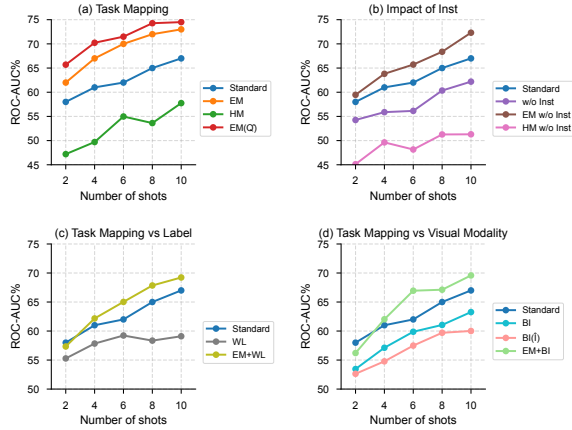 (a) Task Mapping
ROC-AUC%
75
70
65
60
55
50
45
2 4 6 8 10
Number of shots
Standard
EM
HM
EM(Q̂)
(b) Impact of Inst
ROC-AUC%
75
70
65
60
55
50
45
2 4 6 8 10
Number of shots
Standard
w/o Inst
EM w/o Inst
HM w/o Inst
(c) Task Mapping vs Label
ROC-AUC%
75
70
65
60
55
50
2 4 6 8 10
Number of shots
Standard
WL
EM+WL
(d) Task Mapping vs Visual Modality
ROC-AUC%
75
70
65
60
55
50
2 4 6 8 10
Number of shots
Standard
BI
BI(Î)
EM+BI